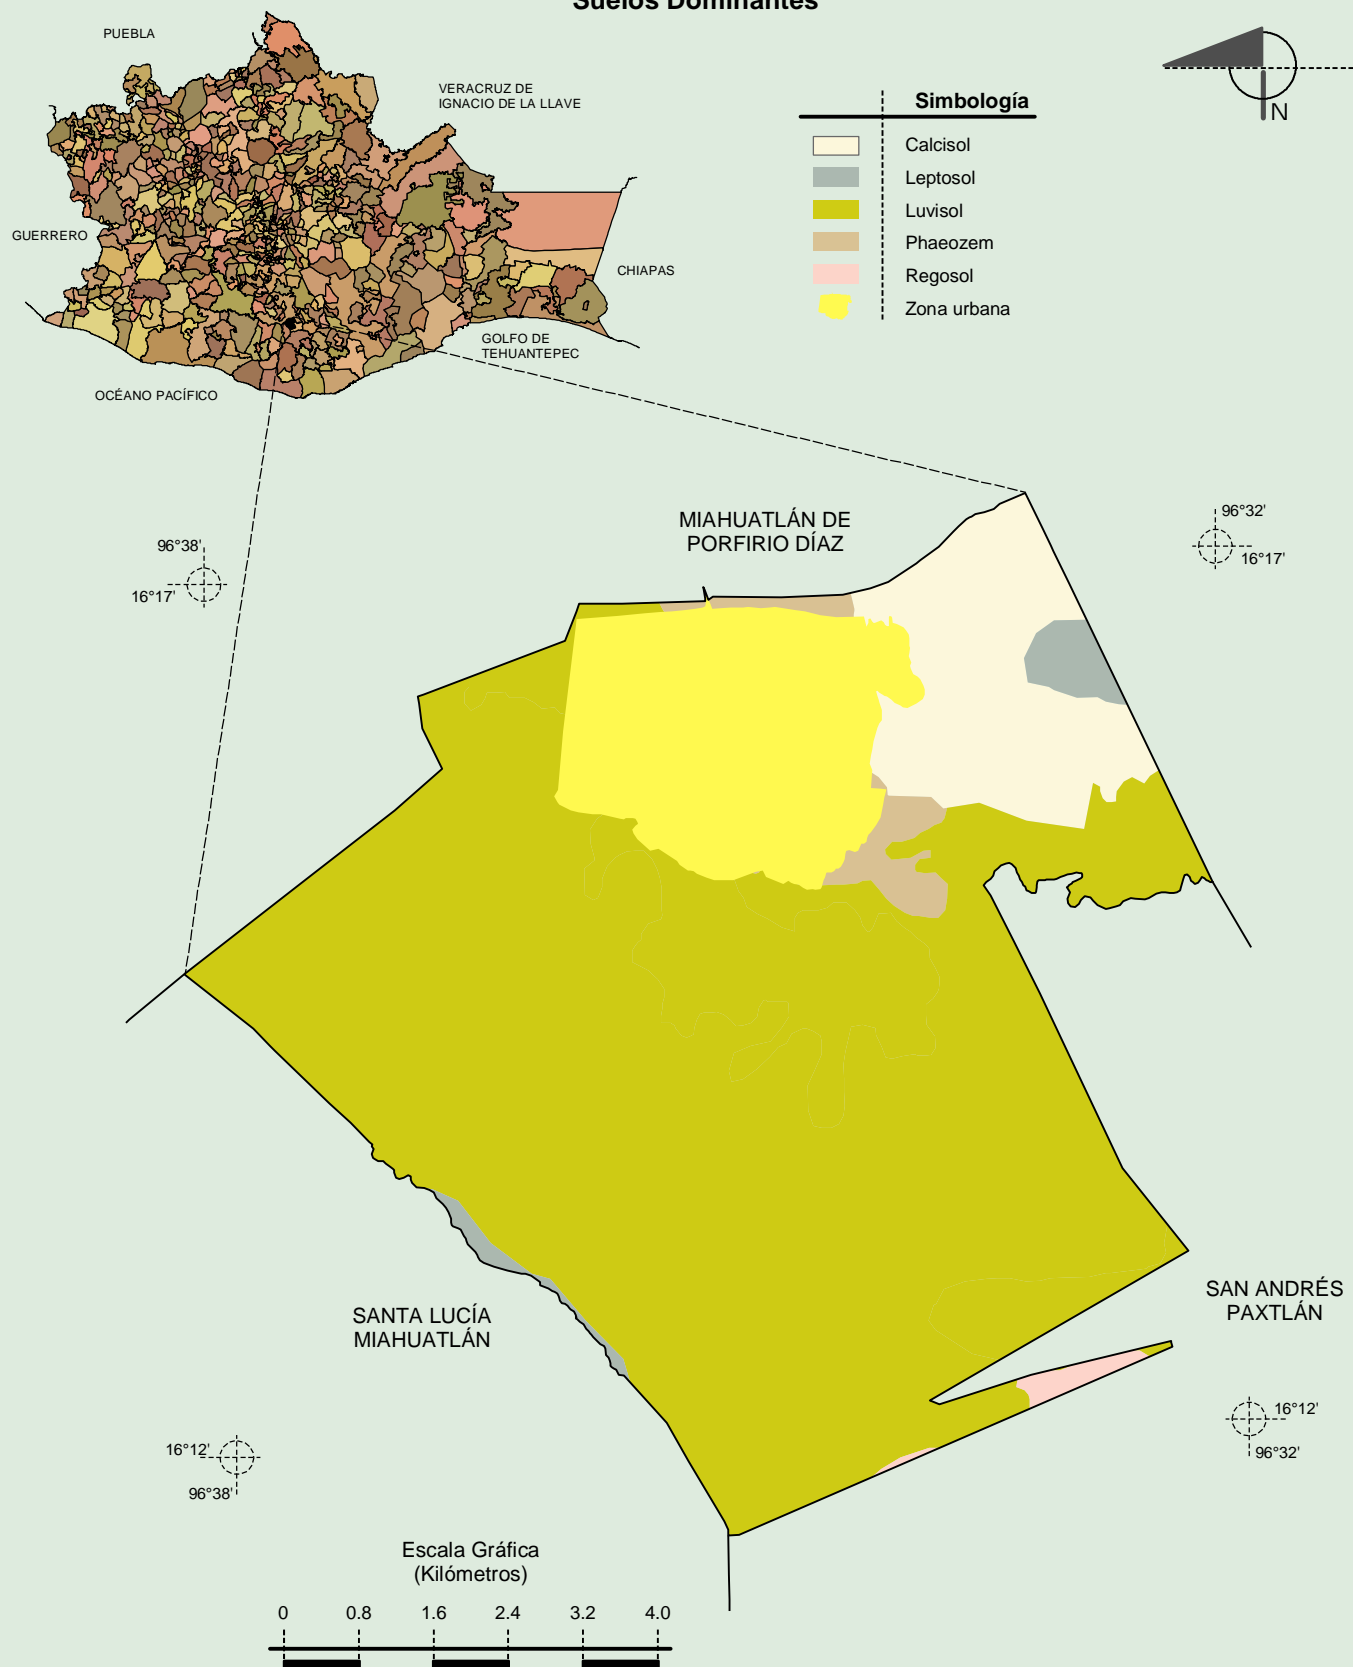 Suelos Dominantes
PUEBLA
VERACRUZ DE
IGNACIO DE LA LLAVE
GUERRERO
CHIAPAS
GOLFO DE
TEHUANTEPEC
OCÉANO PACÍFICO
N
Simbología
Calcisol
Leptosol
Luvisol
Phaeozem
Regosol
Zona urbana
MIAHUATLÁN DE
PORFIRIO DÍAZ
96°38'
16°17'
96°32'
16°17'
SANTA LUCÍA
MIAHUATLÁN
SAN ANDRÉS
PAXTLÁN
16°12'
96°38'
16°12'
96°32'
Escala Gráfica
(Kilómetros)
0 0.8 1.6 2.4 3.2 4.0